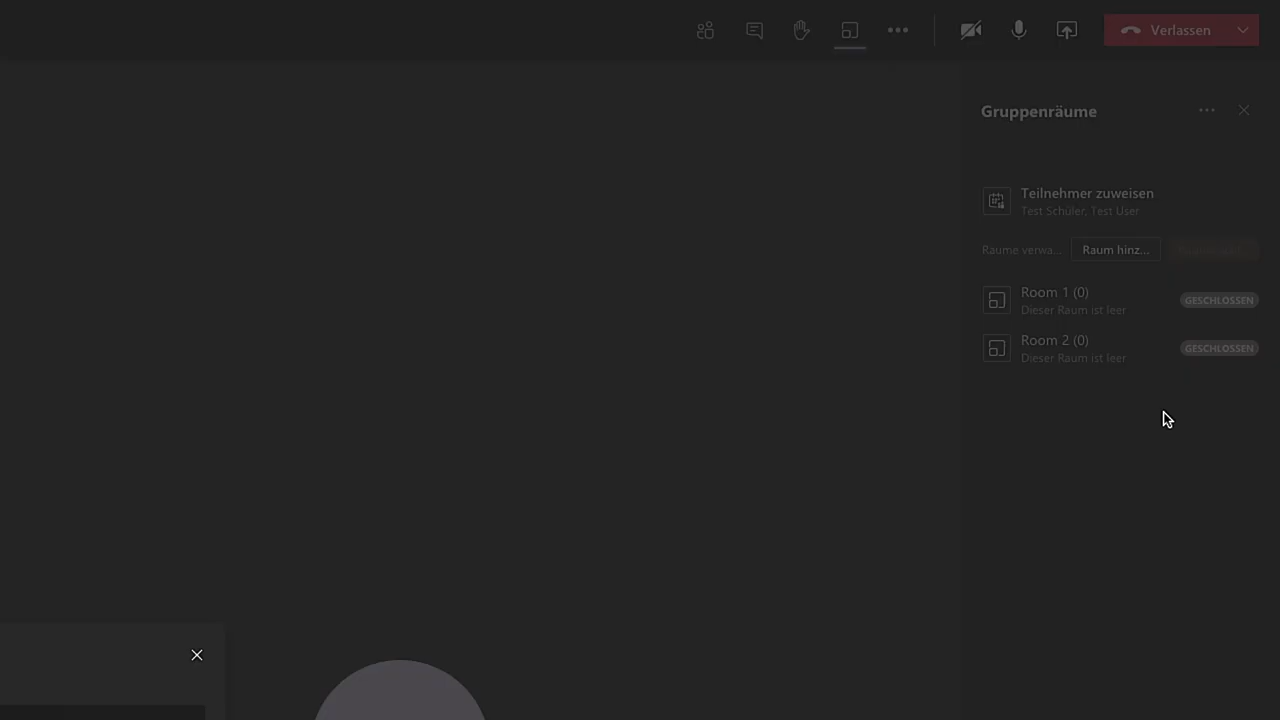 Verlassen
Gruppenräume
Teilnehmer zuweisen
Test Schüler, Test User
Räume verwa... Raum hinz...
Room 1 (0)
GESCHLOSSEN
Dieser Raum ist leer
Room 2 (0)
GESCHLOSSEN
Dieser Raum ist leer